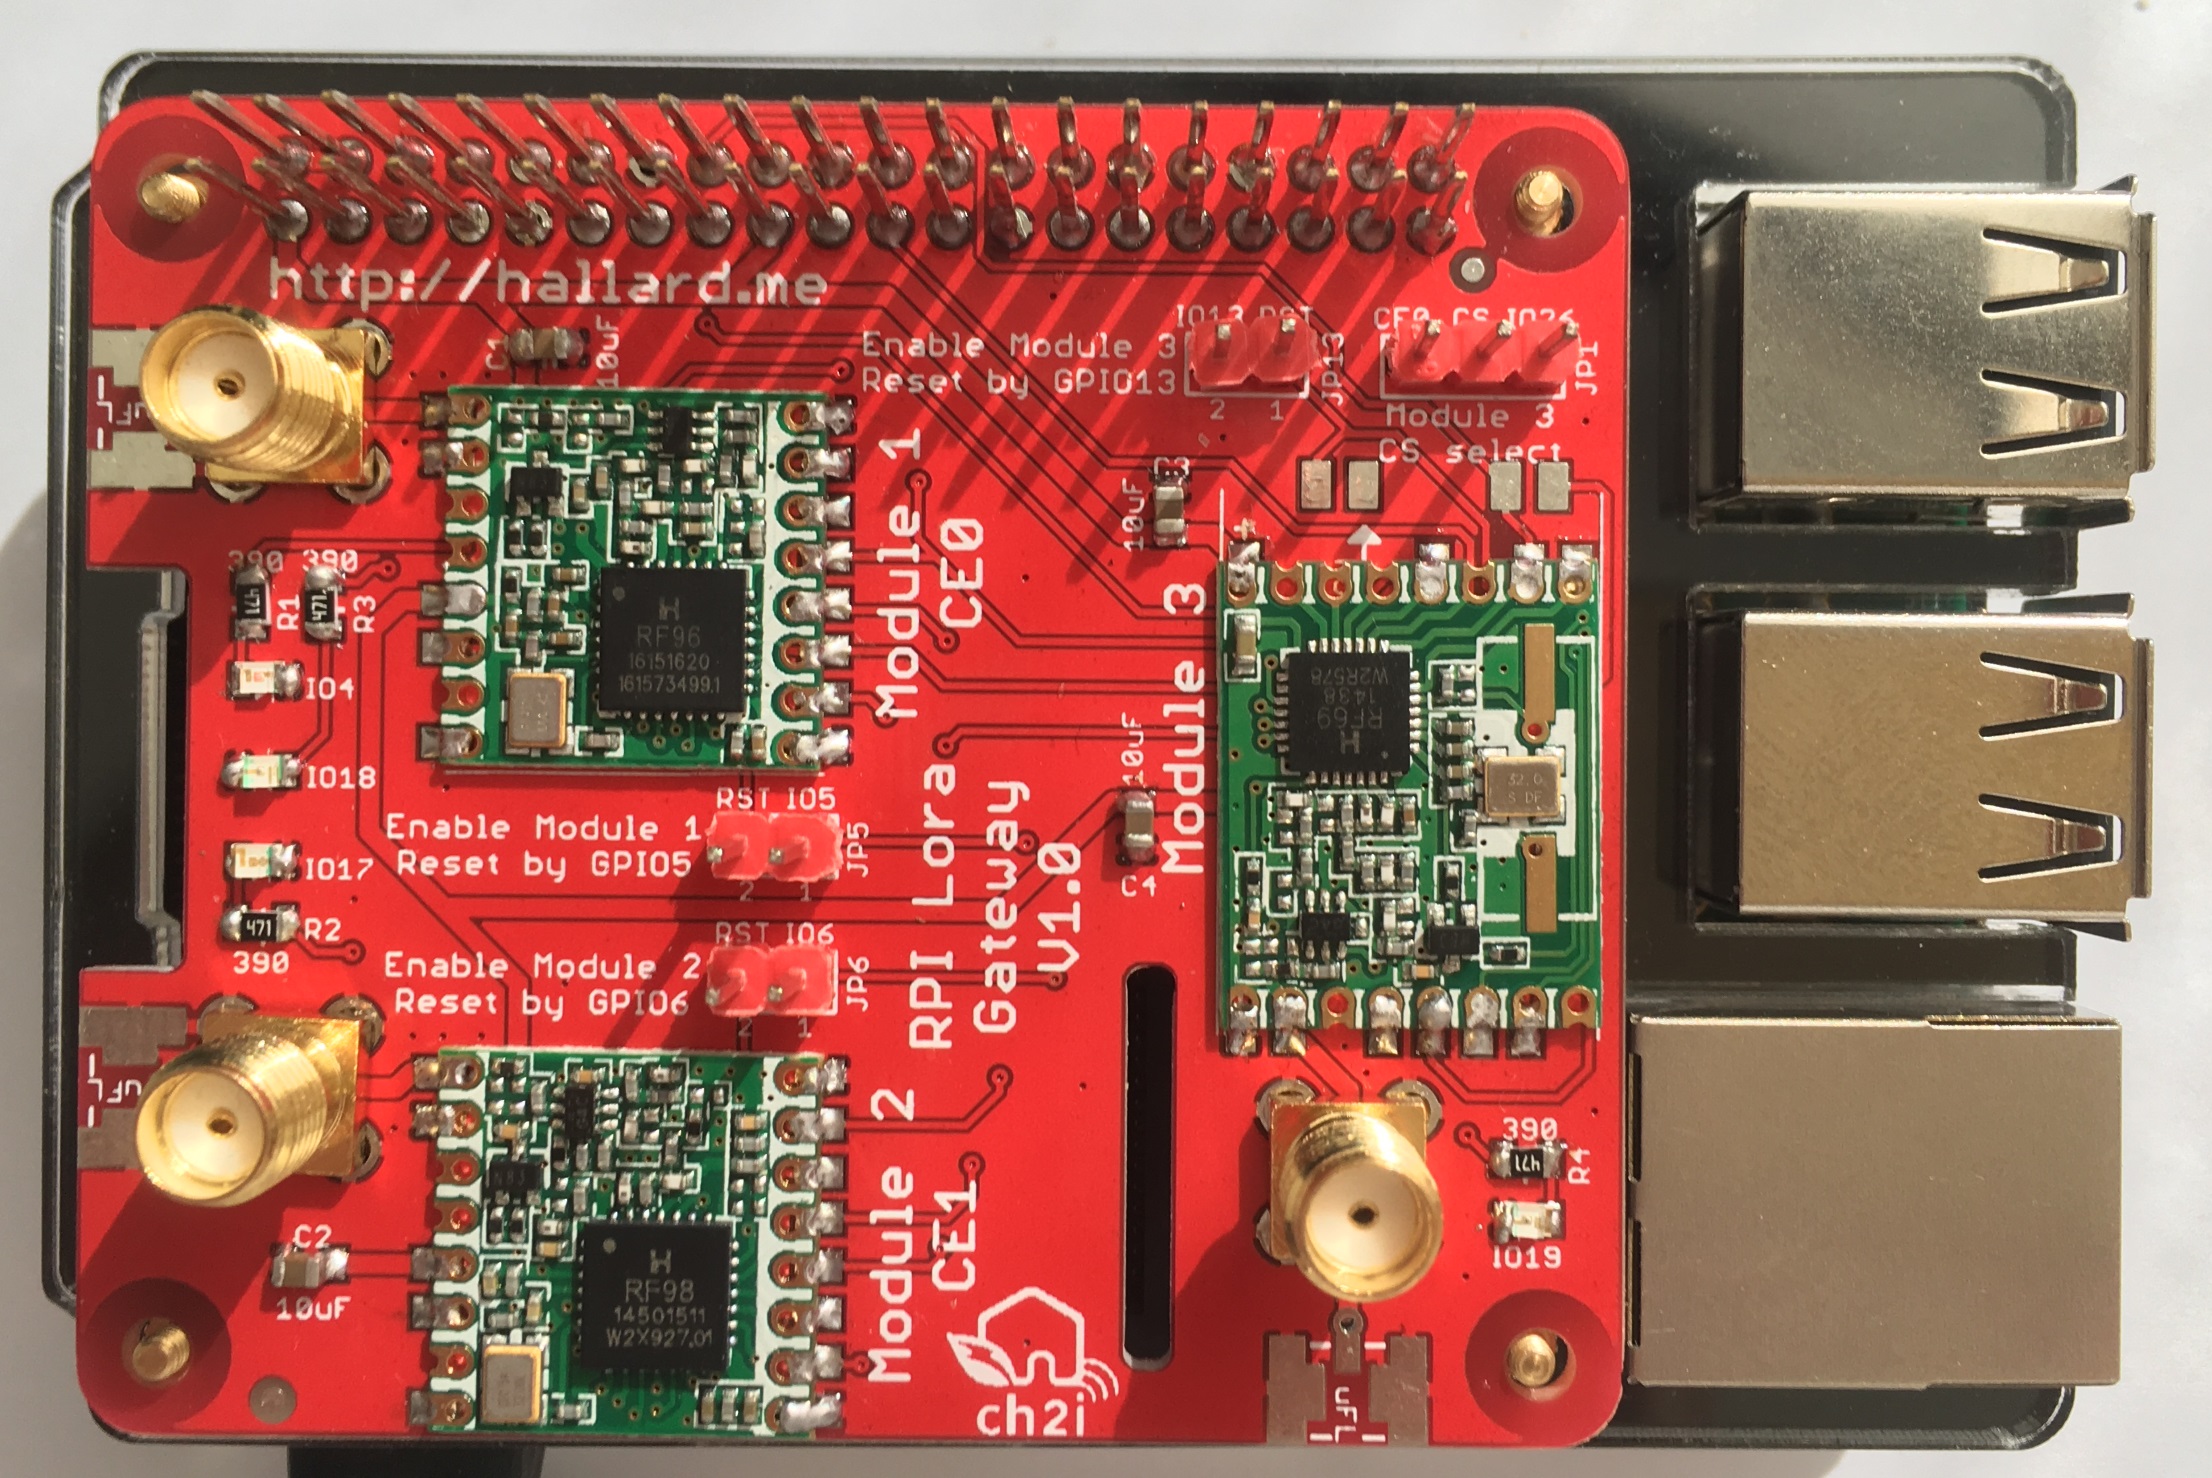 http://hallard.me
C1
10uF
uFL
IO13 RST
Enable Module 3
Reset by GPIO13
JP13
2 1
CE0 CS IO26
JP1
Module 3
CS select
10uF
+
Module 1
CE0
RF96
16151620
161573499.1
390 390
471
R1
471
R3
IO4
IO18
IO17
471
R2
390
RST IO5
Enable Module 1
Reset by GPIO5
JP5
2 1
RST IO6
Enable Module 2
Reset by GPIO6
JP6
2 1
RPI Lora
Gateway
V1.0
10uF
C4
Module 3
RF69
1438
W2R578
32.0
S DF
uFL
C2
10uF
RF98
14501511
W2X927.01
Module 2
CE1
ch2i
390
471
R4
IO19
uFL